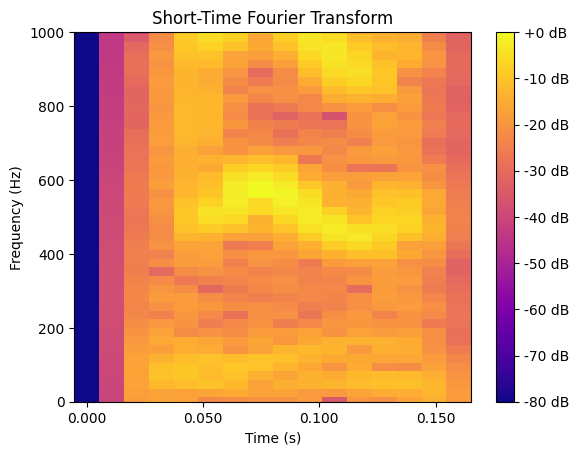 Short-Time Fourier Transform
1000
800
600
400
200
0
Frequency (Hz)
0.000
0.050
0.100
0.150
Time (s)
+0 dB
-10 dB
-20 dB
-30 dB
-40 dB
-50 dB
-60 dB
-70 dB
-80 dB